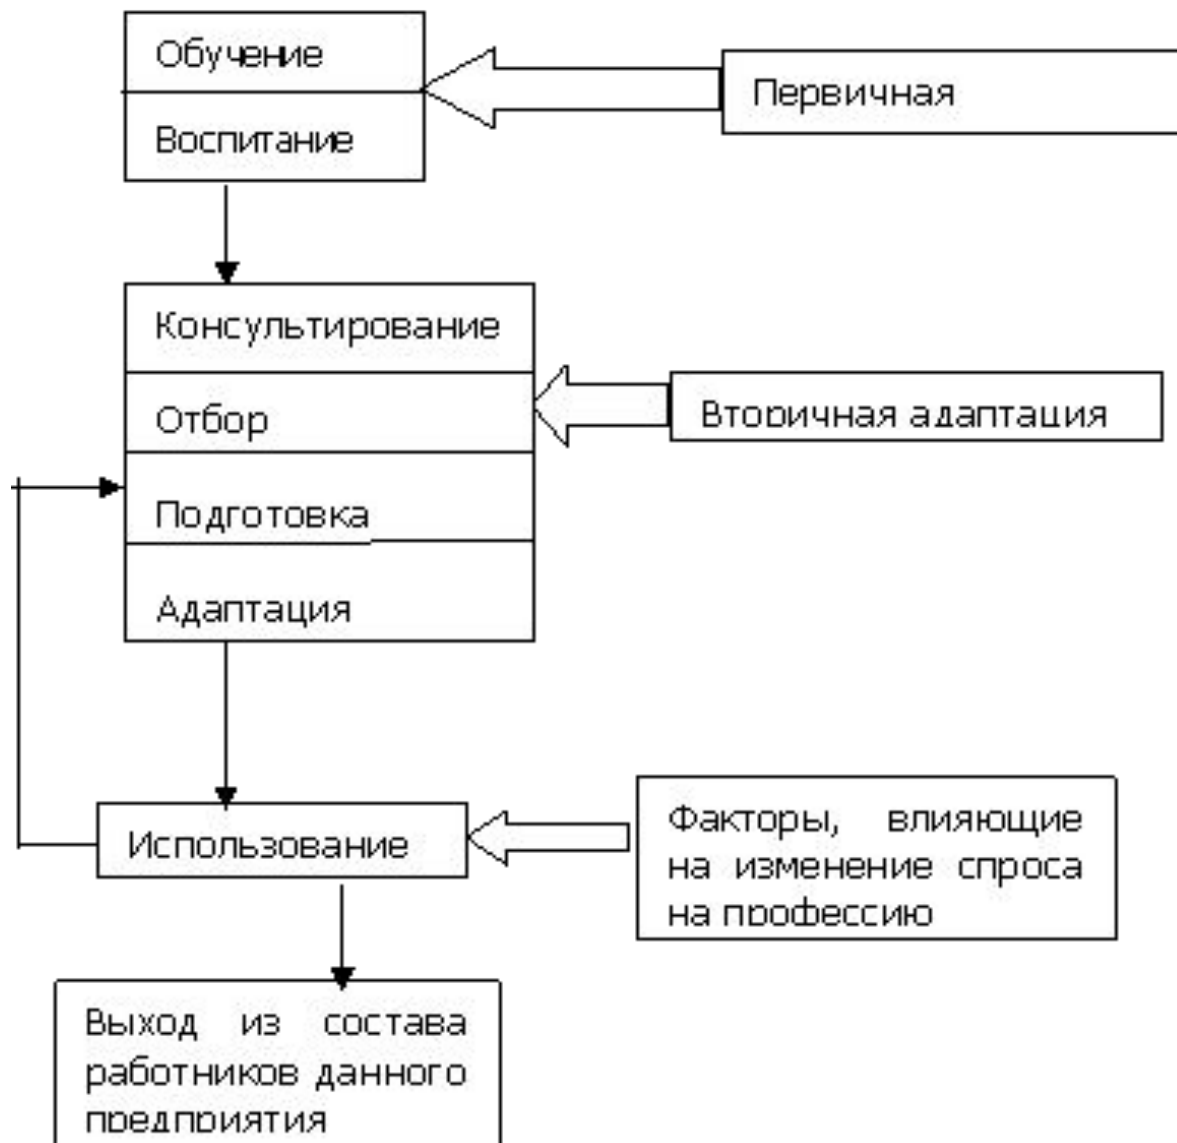 Обучение
Первичная
Воспитание
Консультирование
Отбор
Вторичная адаптация
Подготовка
Адаптация
Использование
Факторы, влияющие
на изменение спроса
на профессию
Выход из состава
работников данного
предприятия